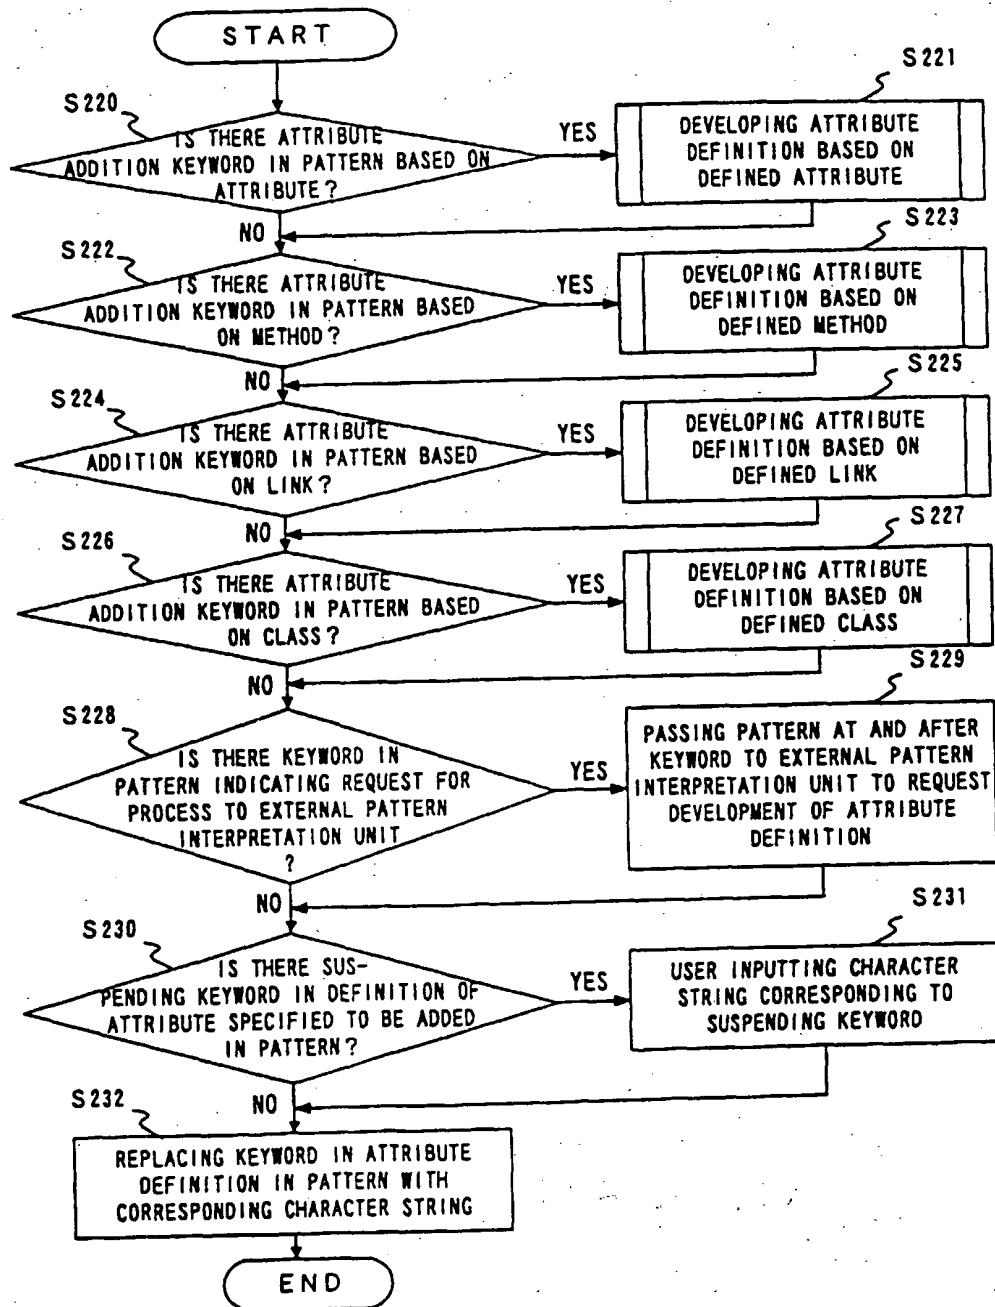 START
S221
S220
IS THERE ATTRIBUTE
ADDITION KEYWORD IN PATTERN BASED ON
ATTRIBUTE?
YES
DEVELOPING ATTRIBUTE
DEFINITION BASED ON
DEFINED ATTRIBUTE
NO
S223
S222
IS THERE ATTRIBUTE
ADDITION KEYWORD IN PATTERN BASED
ON METHOD?
YES
DEVELOPING ATTRIBUTE
DEFINITION BASED ON
DEFINED METHOD
NO
S225
S224
IS THERE ATTRIBUTE
ADDITION KEYWORD IN PATTERN BASED
ON LINK?
YES
DEVELOPING ATTRIBUTE
DEFINITION BASED ON
DEFINED LINK
NO
S227
S226
IS THERE ATTRIBUTE
ADDITION KEYWORD IN PATTERN BASED
ON CLASS?
YES
DEVELOPING ATTRIBUTE
DEFINITION BASED ON
DEFINED CLASS
NO
S229
S228
IS THERE KEYWORD IN
PATTERN INDICATING REQUEST FOR
PROCESS TO EXTERNAL PATTERN
INTERPRETATION UNIT
?
YES
PASSING PATTERN AT AND AFTER
KEYWORD TO EXTERNAL PATTERN
INTERPRETATION UNIT TO REQUEST
DEVELOPMENT OF ATTRIBUTE
DEFINITION
NO
S231
S230
IS THERE SUS-
PENDING KEYWORD IN DEFINITION OF
ATTRIBUTE SPECIFIED TO BE ADDED
IN PATTERN?
YES
USER INPUTTING CHARACTER
STRING CORRESPONDING TO
SUSPENDING KEYWORD
NO
S232
REPLACING KEYWORD IN ATTRIBUTE
DEFINITION IN PATTERN WITH
CORRESPONDING CHARACTER STRING
END